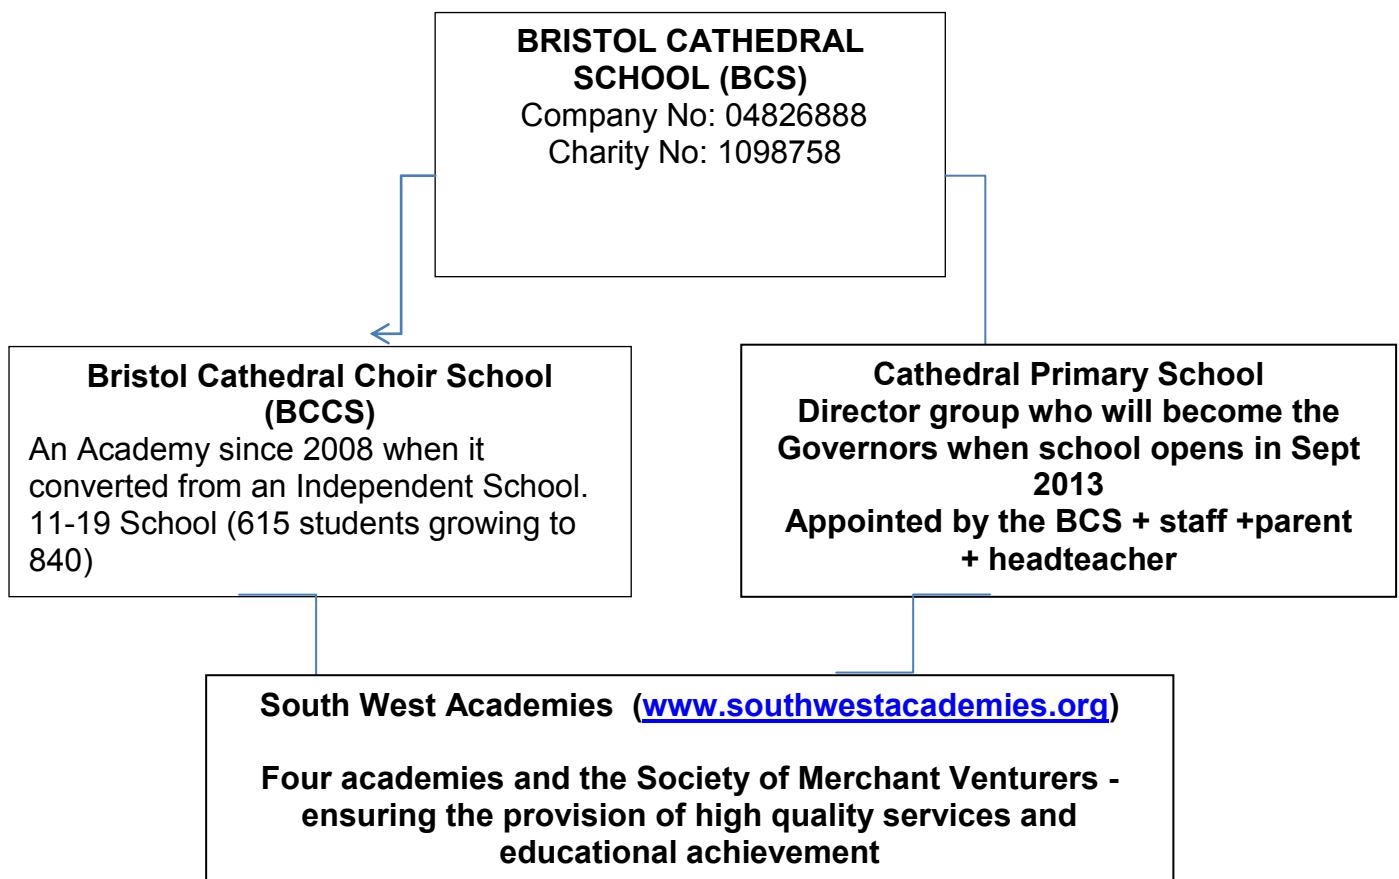 BRISTOL CATHEDRAL
SCHOOL (BCS)
Company No: 04826888
Charity No: 1098758
Bristol Cathedral Choir School
(BCCS)
An Academy since 2008 when it
converted from an Independent School.
11-19 School (615 students growing to
840)
Cathedral Primary School
Director group who will become the
Governors when school opens in Sept
2013
Appointed by the BCS + staff +parent
+ headteacher
South West Academies (www.southwestacademies.org)
Four academies and the Society of Merchant Venturers -
ensuring the provision of high quality services and
educational achievement